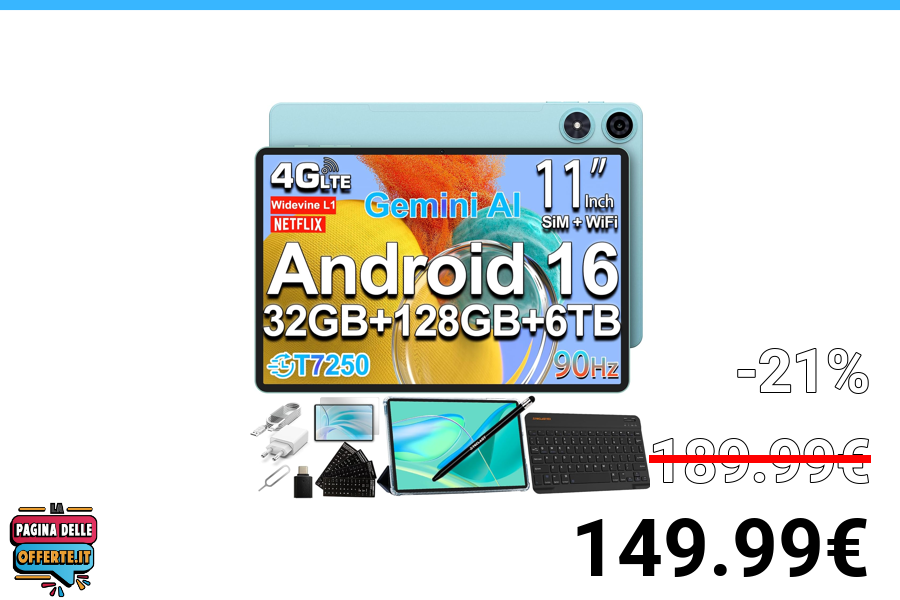 4G LTE
Widevine L1
NETFLIX
Gemini AI
11” Inch
SiM + WiFi
Android 16
32GB+128GB+6TB
T7250
90Hz
-21%
189.99€
149.99€
LA
PAGINA DELLE
OFFERTE.IT